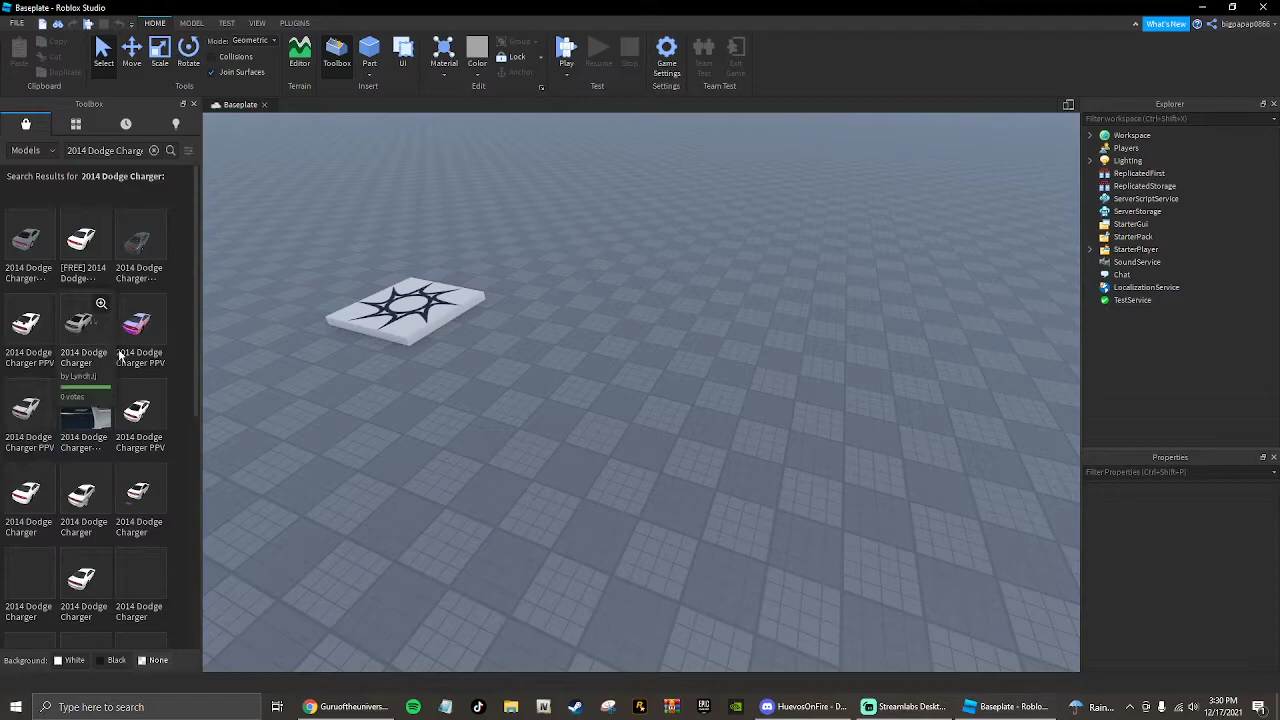 Baseplate - Roblox Studio
FILE HOME MODEL TEST VIEW PLUGINS What's New bigpapap0866
Paste Copy Cut Duplicate Clipboard
Select Move Scale Rotate Mode: Geometric Collisions Join Surfaces Tools
Editor Terrain
Toolbox Part UI Insert
Material Color Group Lock Anchor Edit
Play Resume Stop Test
Game Settings Settings
Team Test Exit Game Team Test
Toolbox
Baseplate
Explorer
Filter workspace (Ctrl+Shift+X)
Models 2014 Dodge Charg
Search Results for "2014 Dodge Charger:
2014 Dodge Charger··· [FREE] 2014 Dodge··· 2014 Dodge Charger···
2014 Dodge Charger PPV 2014 Dodge Charger 2014 Dodge Charger PPV
by LyndtJj
0 votes
2014 Dodge Charger PPV 2014 Dodge Charger··· 2014 Dodge Charger PPV
2014 Dodge Charger 2014 Dodge Charger 2014 Dodge Charger
2014 Dodge Charger 2014 Dodge Charger 2014 Dodge Charger
Background: White Black None
Workspace
Players
Lighting
ReplicatedFirst
ReplicatedStorage
ServerScriptService
ServerStorage
StarterGui
StarterPack
StarterPlayer
SoundService
Chat
LocalizationService
TestService
Properties
Filter Properties (Ctrl+Shift+P)
Type here to search
Guruoftheunivers...
IV
EPIC
HuevosOnFire - D...
Streamlabs Deskt...
Baseplate - Roblo...
Rain...
3:30 PM
12/17/2021